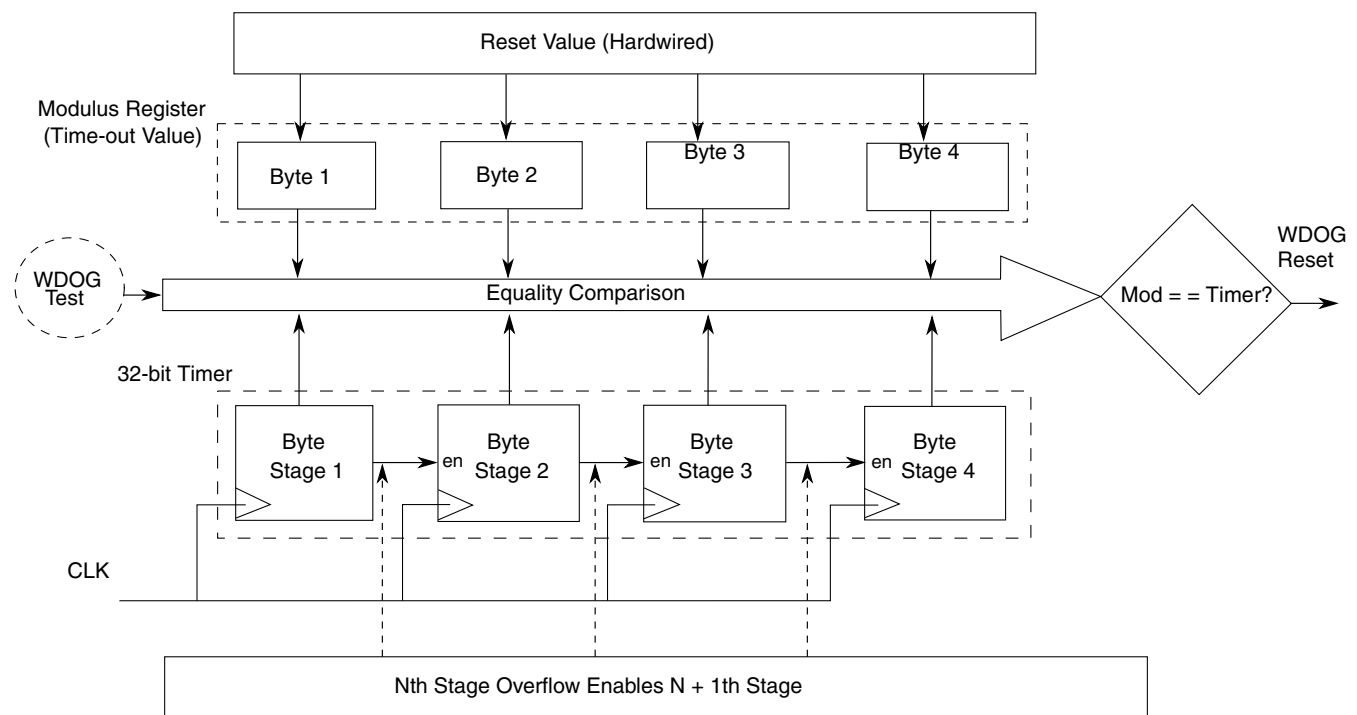 Reset Value (Hardwired)
Modulus Register
(Time-out Value)
Byte 1
Byte 2
Byte 3
Byte 4
WDOG
Test
Equality Comparison
Mod = = Timer?
WDOG
Reset
32-bit Timer
Byte
Stage 1
en
Byte
Stage 2
en
Byte
Stage 3
en
Byte
Stage 4
CLK
Nth Stage Overflow Enables N + 1th Stage